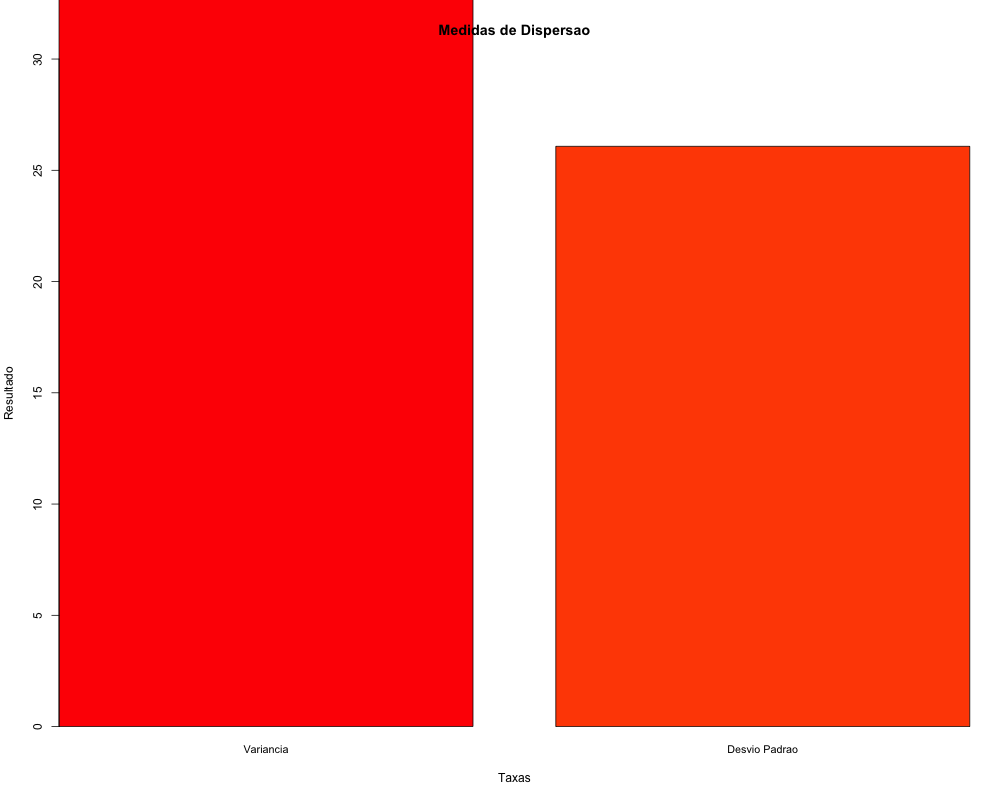 Medidas de Dispersao
30
25
20
15
10
5
0
Resultado
Variancia
Desvio Padrao
Taxas